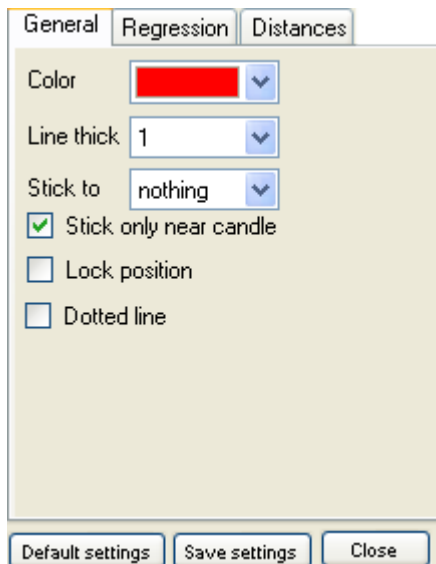 General Regression Distances
Color
Line thick 1
Stick to nothing
Stick only near candle
Lock position
Dotted line
Default settings Save settings Close